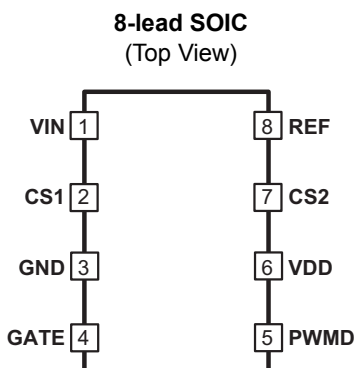 8-lead SOIC
(Top View)
VIN 1 8 REF
CS1 2 7 CS2
GND 3 6 VDD
GATE 4 5 PWMD